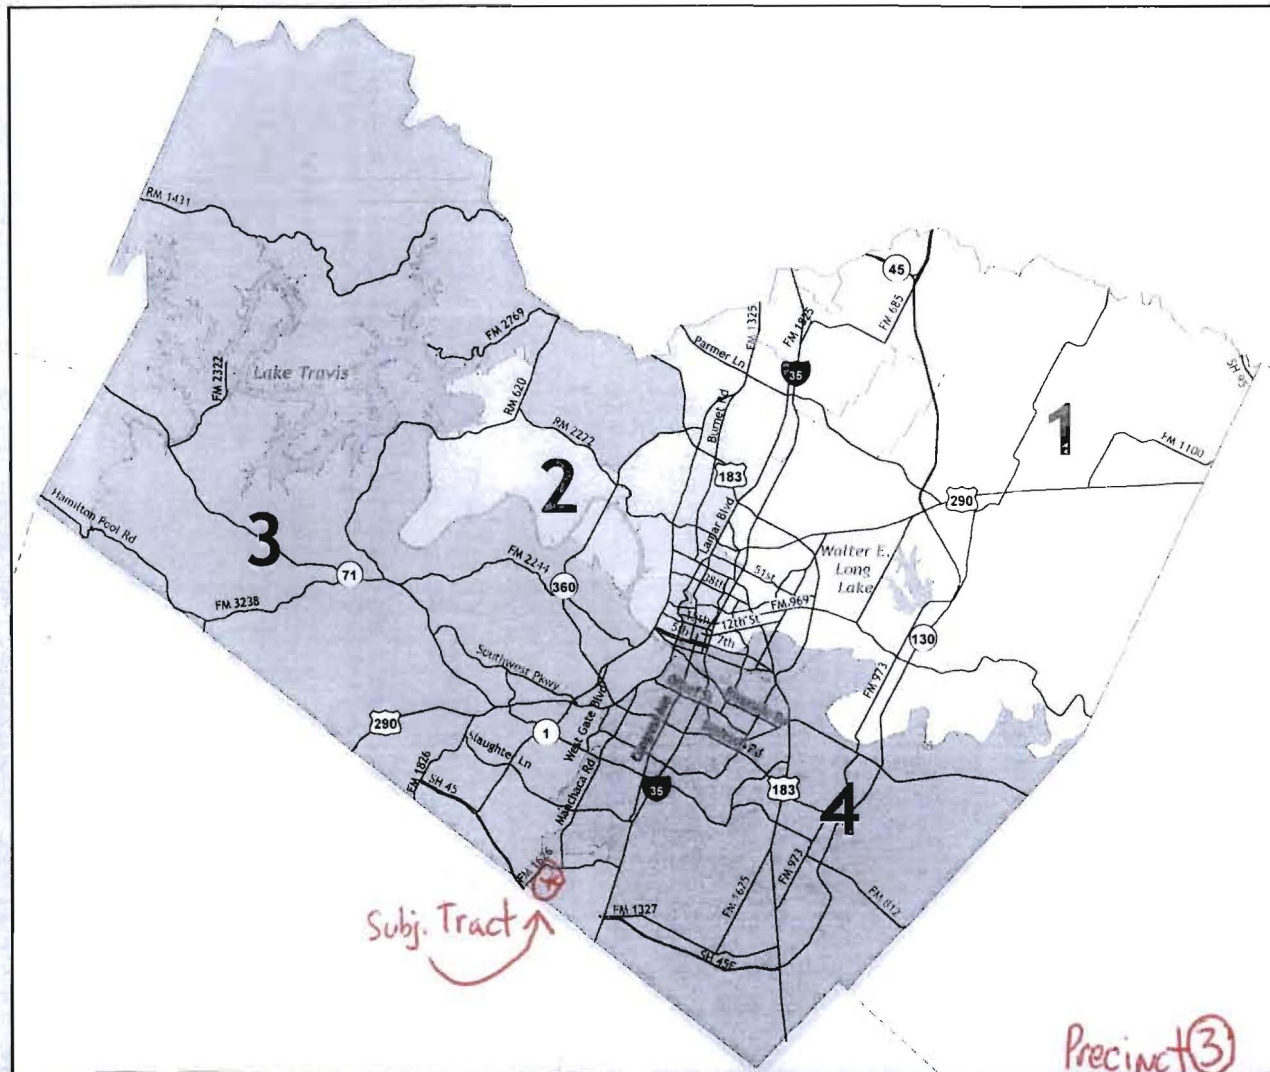 RM 1431
45
FM 685
FM 1325
FM 1825
FM 2769
Parmer Ln
35
SH 95
FM 2322
Lake Travis
RM 620
Burnet Rd
1
RM 2222
FM 1100
183
2
290
Hamilton Pool Rd
Lamar Blvd
3
FM 2244
Walter E.
Long
Lake
51st
38th
71
360
FM 3238
FM 969
12th St
5th
7th
130
Southwest Pkwy
FM 973
290
1
West Gate Blvd
Slaughter Ln
FM 1826
SH 45
Manchaca Rd
35
183
4
FM 1626
FM 973
FM 1625
FM 812
FM 1327
Subj. Tract
SH 45E
Precinct 3